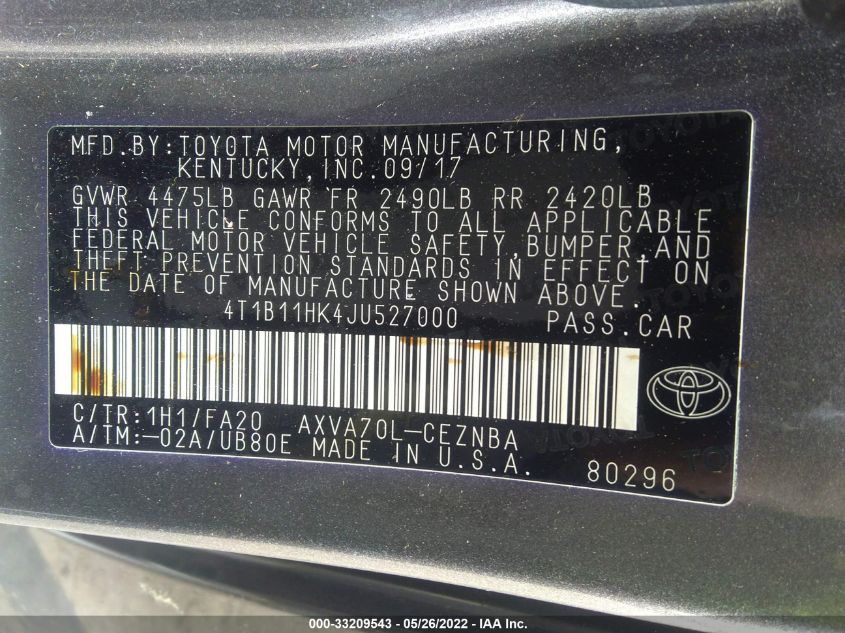 MFD.BY:TOYOTA MOTOR MANUFACTURING,
KENTUCKY,INC.09/17
GVWR 4475LB GAWR FR 2490LB RR 2420LB
THIS VEHICLE CONFORMS TO ALL APPLICABLE
FEDERAL MOTOR VEHICLE SAFETY,BUMPER,AND
THEFT PREVENTION STANDARDS IN EFFECT ON
THE DATE OF MANUFACTURE SHOWN ABOVE.
4T1B11HK4JU527000 PASS.CAR
C/TR:1H1/FA20 AXVA70L-CEZNBA
A/TM:-02A/UB80E MADE IN U.S.A. 80296
000-33209543 - 05/26/2022 - IAA Inc.